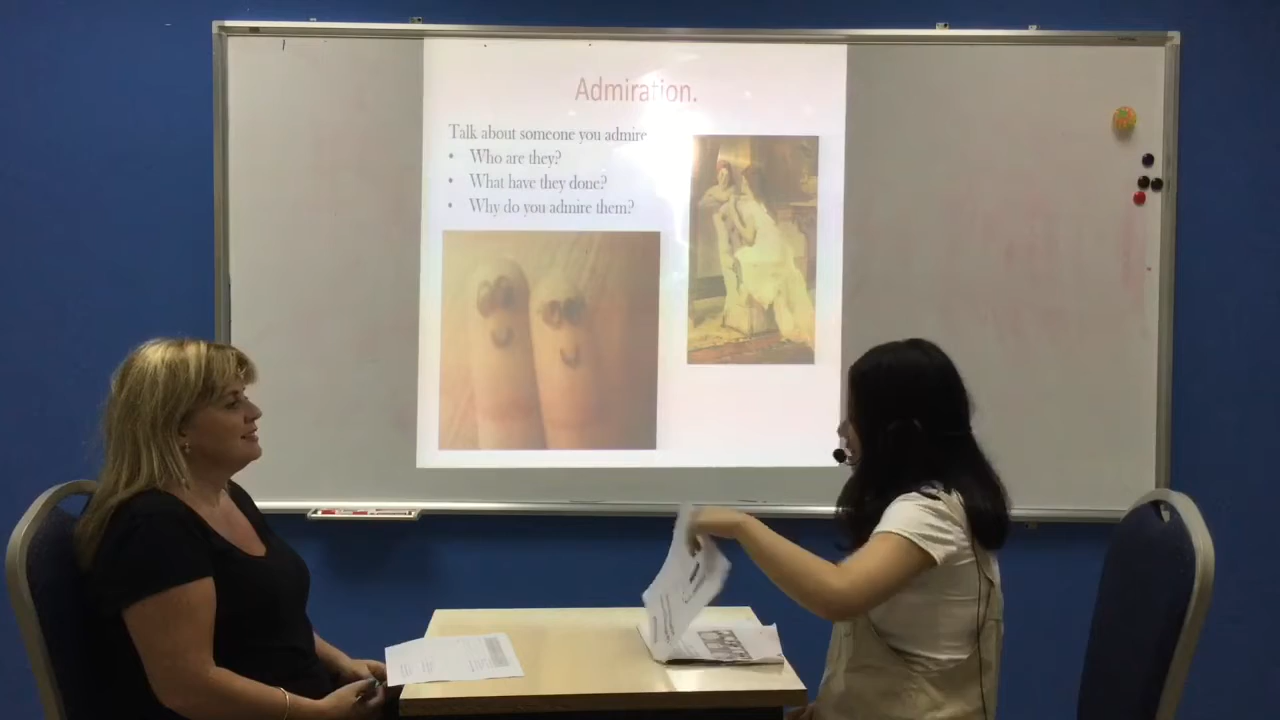 Admiration.
Talk about someone you admire
• Who are they?
• What have they done?
• Why do you admire them?